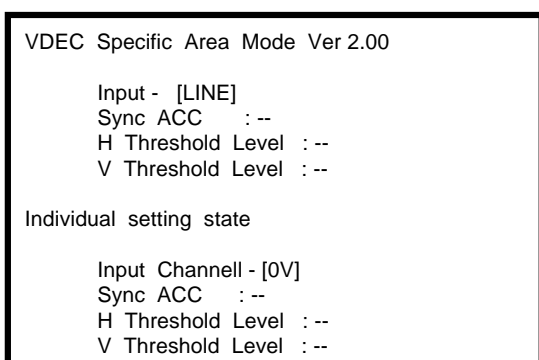 VDEC Specific Area Mode Ver 2.00
Input - [LINE]
Sync ACC : --
H Threshold Level : --
V Threshold Level : --
Individual setting state
Input Channell - [0V]
Sync ACC : --
H Threshold Level : --
V Threshold Level : --